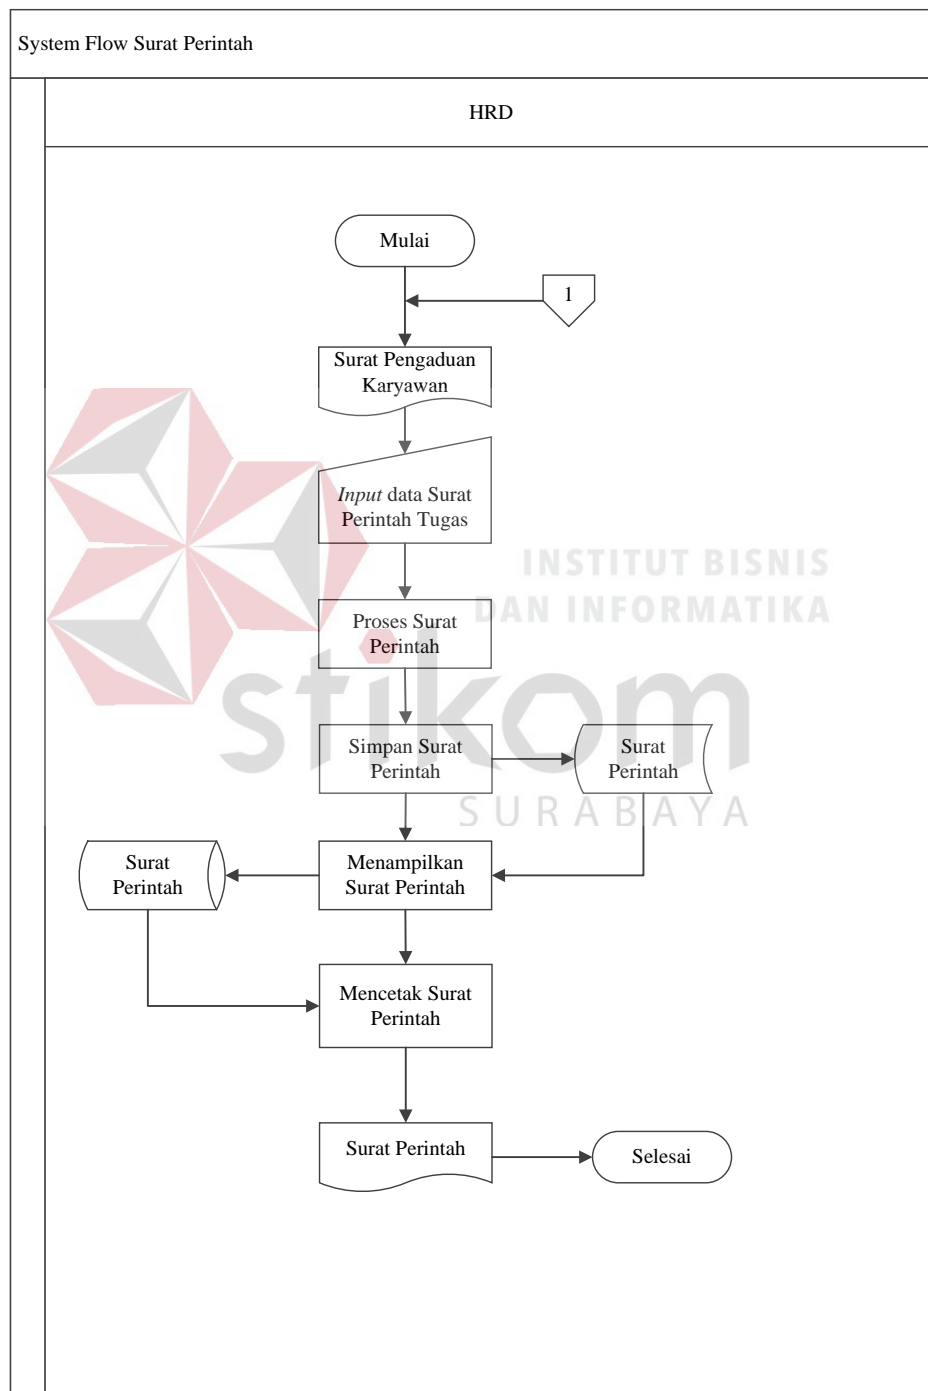 System Flow Surat Perintah
HRD
Mulai
1
Surat Pengaduan
Karyawan
Input data Surat
Perintah Tugas
INSTITUT BISNIS
DAN INFORMATIKA
Proses Surat
Perintah
stikom
SURABAYA
Simpan Surat
Perintah
Surat
Perintah
Surat
Perintah
Menampilkan
Surat Perintah
Mencetak Surat
Perintah
Surat Perintah
Selesai